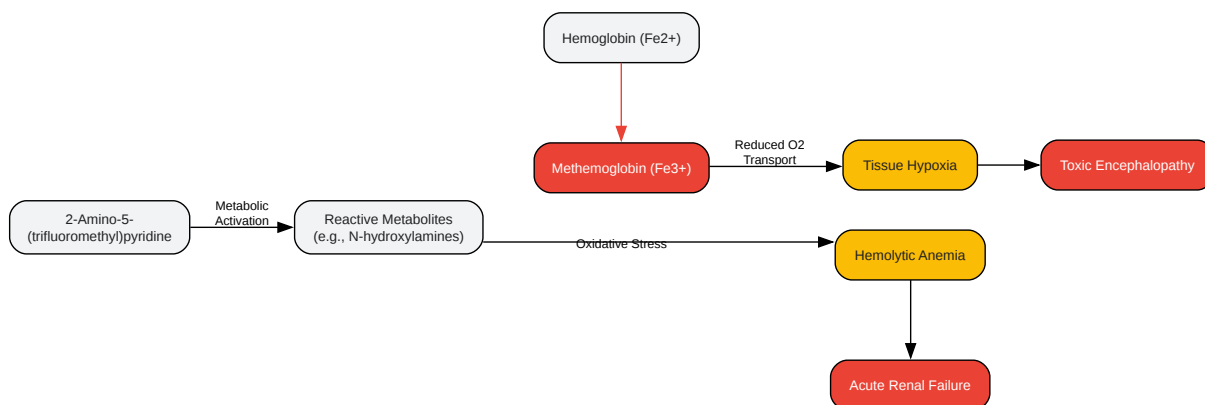 Hemoglobin (Fe2+)
Methemoglobin (Fe3+)
Reduced O2
Transport
Tissue Hypoxia
Toxic Encephalopathy
2-Amino-5-
(trifluoromethyl)pyridine
Metabolic
Activation
Reactive Metabolites
(e.g., N-hydroxylamines)
Oxidative Stress
Hemolytic Anemia
Acute Renal Failure